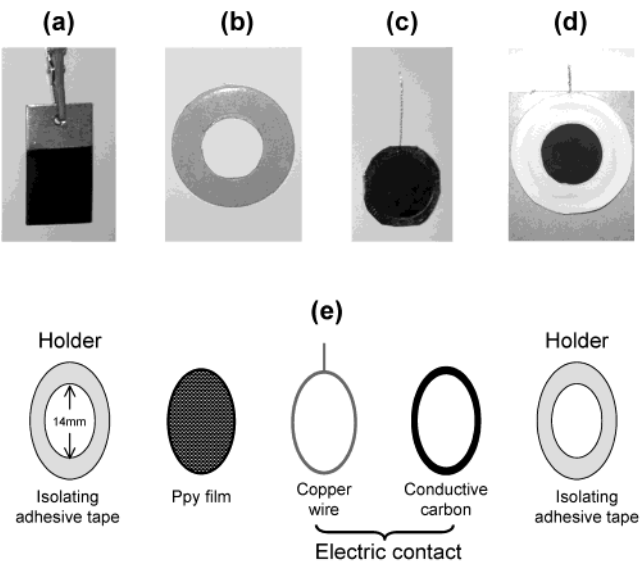 (a)
(b)
(c)
(d)
(e)
Holder
14mm
Isolating
adhesive tape
Ppy film
Copper
wire
Conductive
carbon
Electric contact
Holder
Isolating
adhesive tape